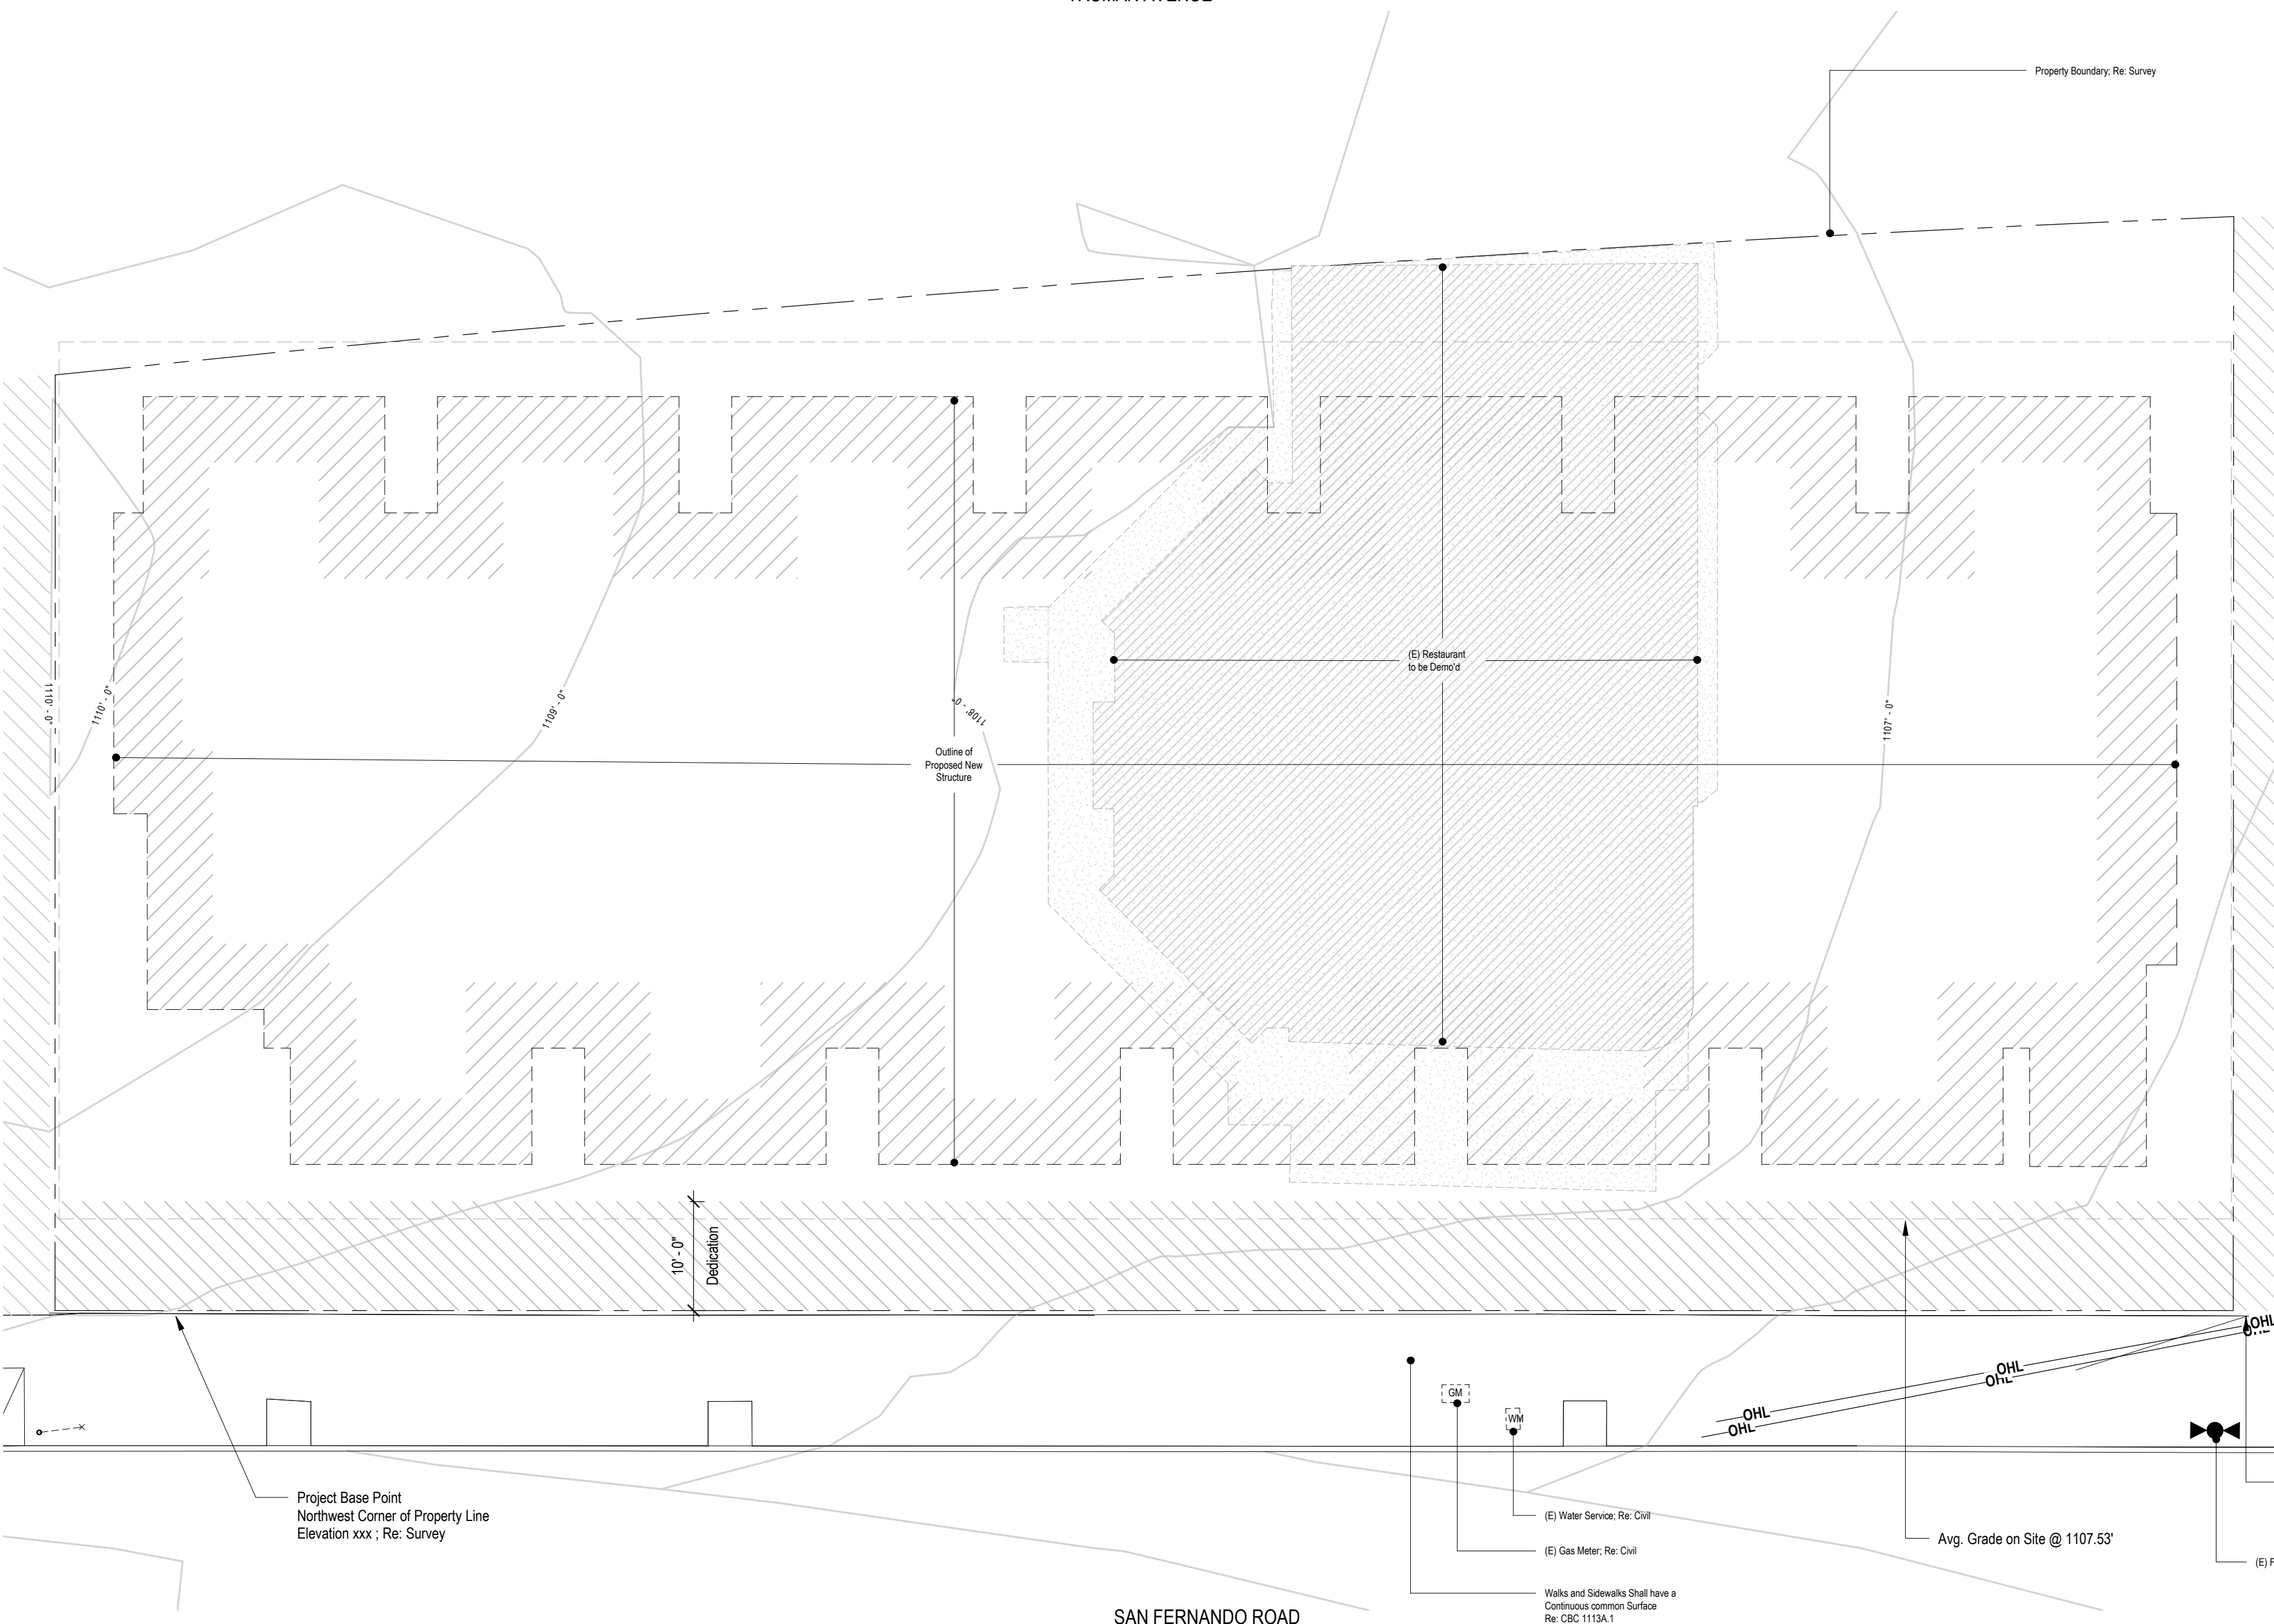 Property Boundary; Re: Survey
(E) Restaurant
to be Demo'd
1110' - 0"
1110' - 0"
1109' - 0"
1108' - 0"
1107' - 0"
Outline of
Proposed New
Structure
10' - 0"
Dedication
OHL
OHL
OHL
OHL
OHL
GM
WM
Project Base Point
Northwest Corner of Property Line
Elevation xxx ; Re: Survey
(E) Water Service; Re: Civil
(E) Gas Meter; Re: Civil
Avg. Grade on Site @ 1107.53'
(E) F
Walks and Sidewalks Shall have a
Continuous common Surface
Re: CBC 1113A.1
SAN FERNANDO ROAD